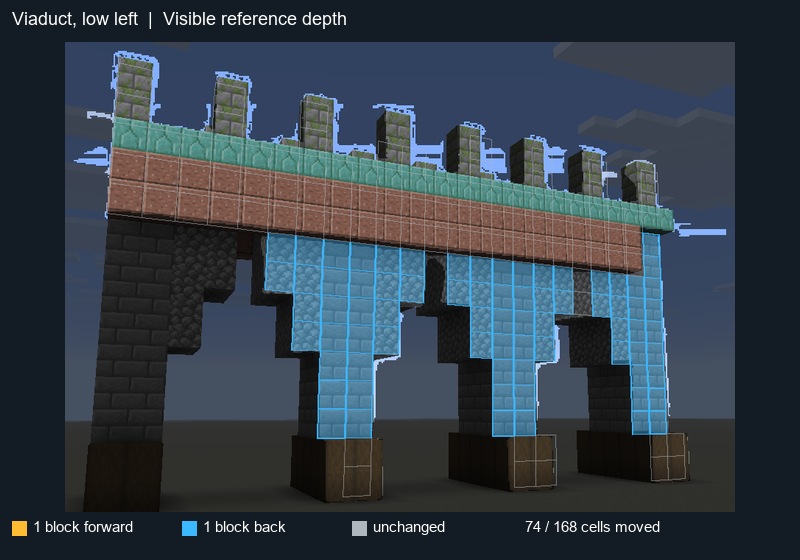 Viaduct, low left | Visible reference depth
1 block forward
1 block back
unchanged
74 / 168 cells moved